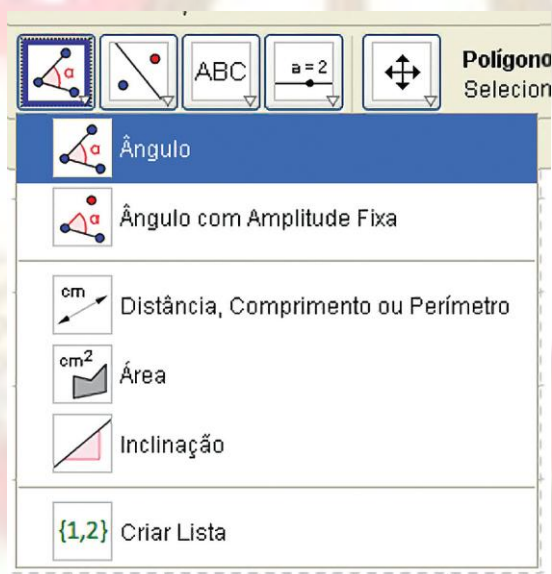 α ABC a = 2 Polígono
Selecion
α Ângulo
α Ângulo com Amplitude Fixa
cm Distância, Comprimento ou Perímetro
cm² Área
Inclinação
{1,2} Criar Lista